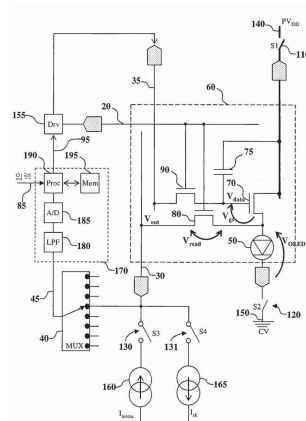 140
PV_DD
S1
110
60
35
155
Drv
20
95
190
195
Proc
Mem
85
A/D
185
LPF
180
170
90
75
70
V_data
V_gs
80
V_out
V_read
50
V_OLED
30
45
40
MUX
130
S3
131
S4
150
S2
120
CV
160
165